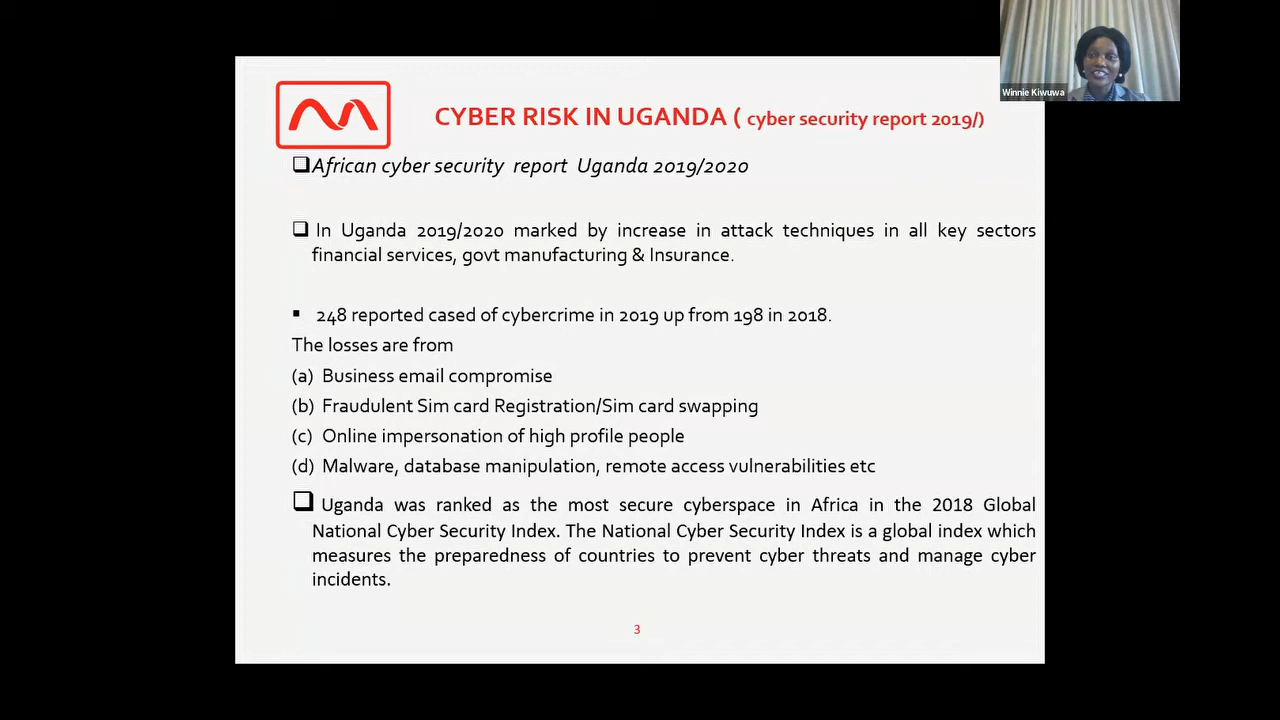 Winnie Kiwuwa
CYBER RISK IN UGANDA ( cyber security report 2019/)
African cyber security report Uganda 2019/2020
In Uganda 2019/2020 marked by increase in attack techniques in all key sectors
financial services, govt manufacturing & Insurance.
248 reported cased of cybercrime in 2019 up from 198 in 2018.
The losses are from
(a) Business email compromise
(b) Fraudulent Sim card Registration/Sim card swapping
(c) Online impersonation of high profile people
(d) Malware, database manipulation, remote access vulnerabilities etc
Uganda was ranked as the most secure cyberspace in Africa in the 2018 Global
National Cyber Security Index. The National Cyber Security Index is a global index which
measures the preparedness of countries to prevent cyber threats and manage cyber
incidents.
3